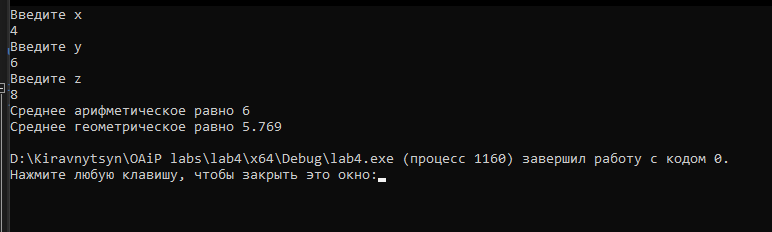 Введите x
4
Введите y
6
Введите z
8
Среднее арифметическое равно 6
Среднее геометрическое равно 5.769
D:\Kiravnytsyn\OAiP labs\lab4\x64\Debug\lab4.exe (процесс 1160) завершил работу с кодом 0.
Нажмите любую клавишу, чтобы закрыть это окно: